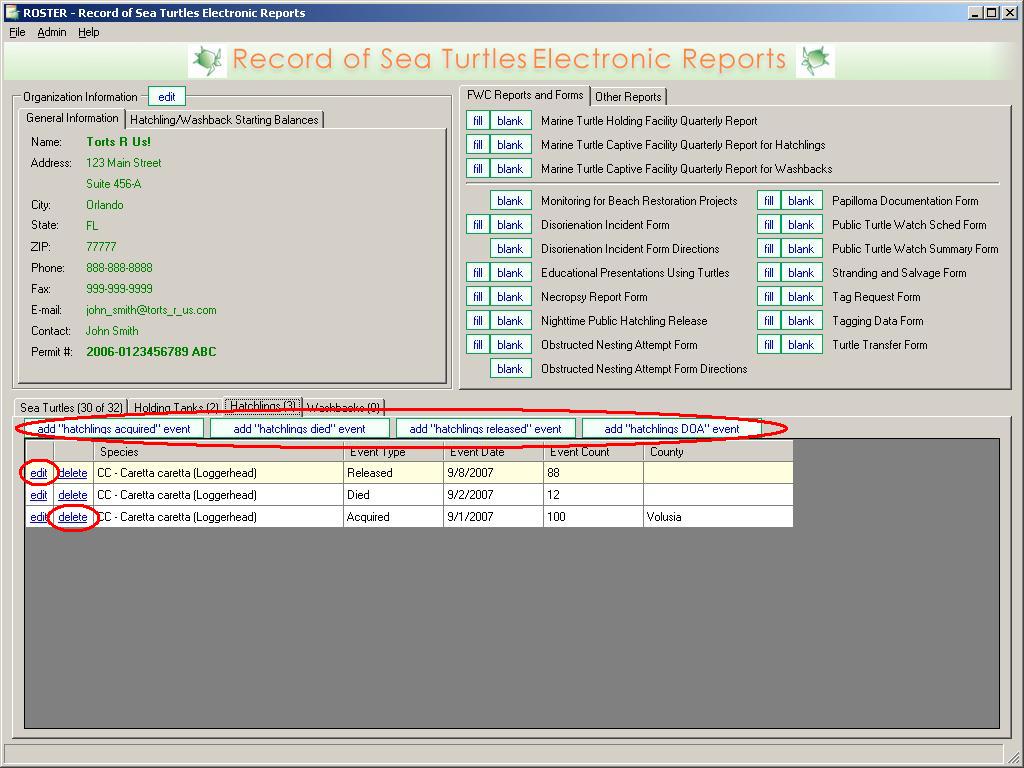 ROSTER - Record of Sea Turtles Electronic Reports
File Admin Help
Record of Sea Turtles Electronic Reports
Organization Information edit
General Information Hatchling/Washback Starting Balances
Name: Torts R Us!
Address: 123 Main Street
Suite 456-A
City: Orlando
State: FL
ZIP: 77777
Phone: 888-888-8888
Fax: 999-999-9999
E-mail: john_smith@torts_r_us.com
Contact: John Smith
Permit #: 2006-0123456789 ABC
FWC Reports and Forms Other Reports
fill blank Marine Turtle Holding Facility Quarterly Report
fill blank Marine Turtle Captive Facility Quarterly Report for Hatchlings
fill blank Marine Turtle Captive Facility Quarterly Report for Washbacks
blank Monitoring for Beach Restoration Projects
fill blank Disorienation Incident Form
blank Disorienation Incident Form Directions
fill blank Educational Presentations Using Turtles
fill blank Necropsy Report Form
fill blank Nighttime Public Hatchling Release
fill blank Obstructed Nesting Attempt Form
blank Obstructed Nesting Attempt Form Directions
fill blank Papilloma Documentation Form
fill blank Public Turtle Watch Sched Form
fill blank Public Turtle Watch Summary Form
fill blank Stranding and Salvage Form
fill blank Tag Request Form
fill blank Tagging Data Form
fill blank Turtle Transfer Form
Sea Turtles (30 of 32) Holding Tanks (2) Hatchlings (3) Washbacks (0)
add "hatchlings acquired" event add "hatchlings died" event add "hatchlings released" event add "hatchlings DOA" event
Species Event Type Event Date Event Count County
edit delete CC - Caretta caretta (Loggerhead) Released 9/8/2007 88
edit delete CC - Caretta caretta (Loggerhead) Died 9/2/2007 12
edit delete CC - Caretta caretta (Loggerhead) Acquired 9/1/2007 100 Volusia